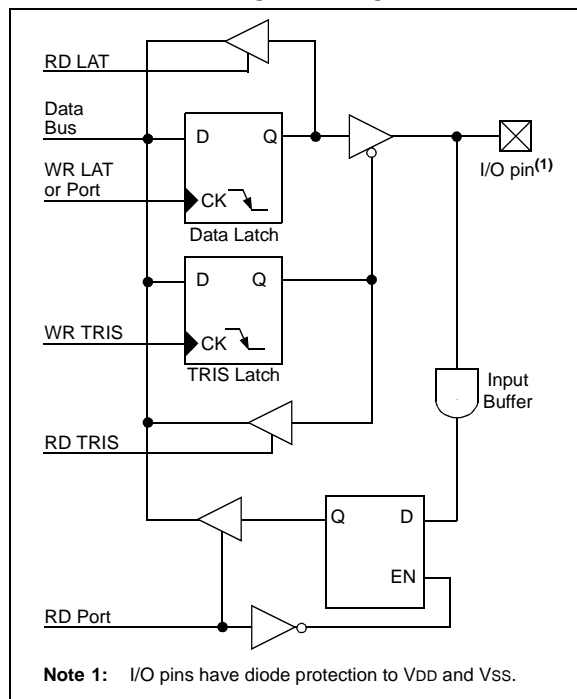 RD LAT
Data
Bus
D Q
WR LAT
or Port
I/O pin(1)
CK
Data Latch
D Q
WR TRIS
CK
TRIS Latch
Input
Buffer
RD TRIS
Q D
EN
RD Port
Note 1: I/O pins have diode protection to VDD and VSS.